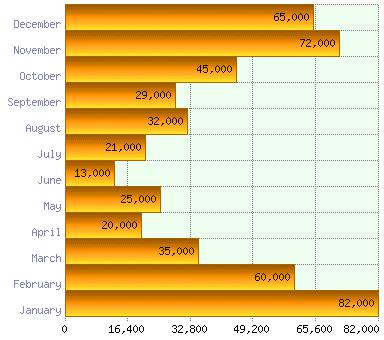 December 65,000
November 72,000
October 45,000
September 29,000
August 32,000
July 21,000
June 13,000
May 25,000
April 20,000
March 35,000
February 60,000
January 82,000
0 16,400 32,800 49,200 65,600 82,000